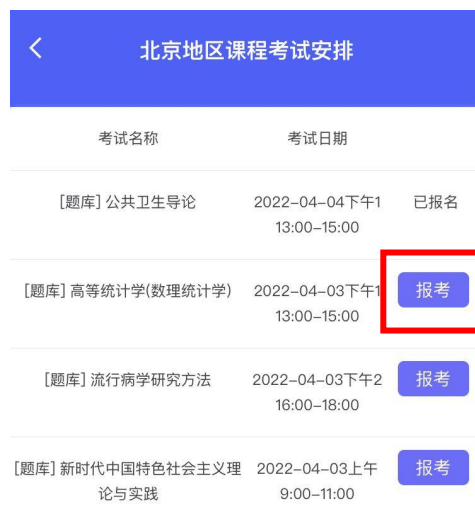 北京地区课程考试安排
考试名称 考试日期
[题库] 公共卫生导论 2022-04-04下午1 已报名
13:00-15:00
[题库] 高等统计学(数理统计学) 2022-04-03下午1 报考
13:00-15:00
[题库] 流行病学研究方法 2022-04-03下午2 报考
16:00-18:00
[题库] 新时代中国特色社会主义理 2022-04-03上午 报考
论与实践 9:00-11:00